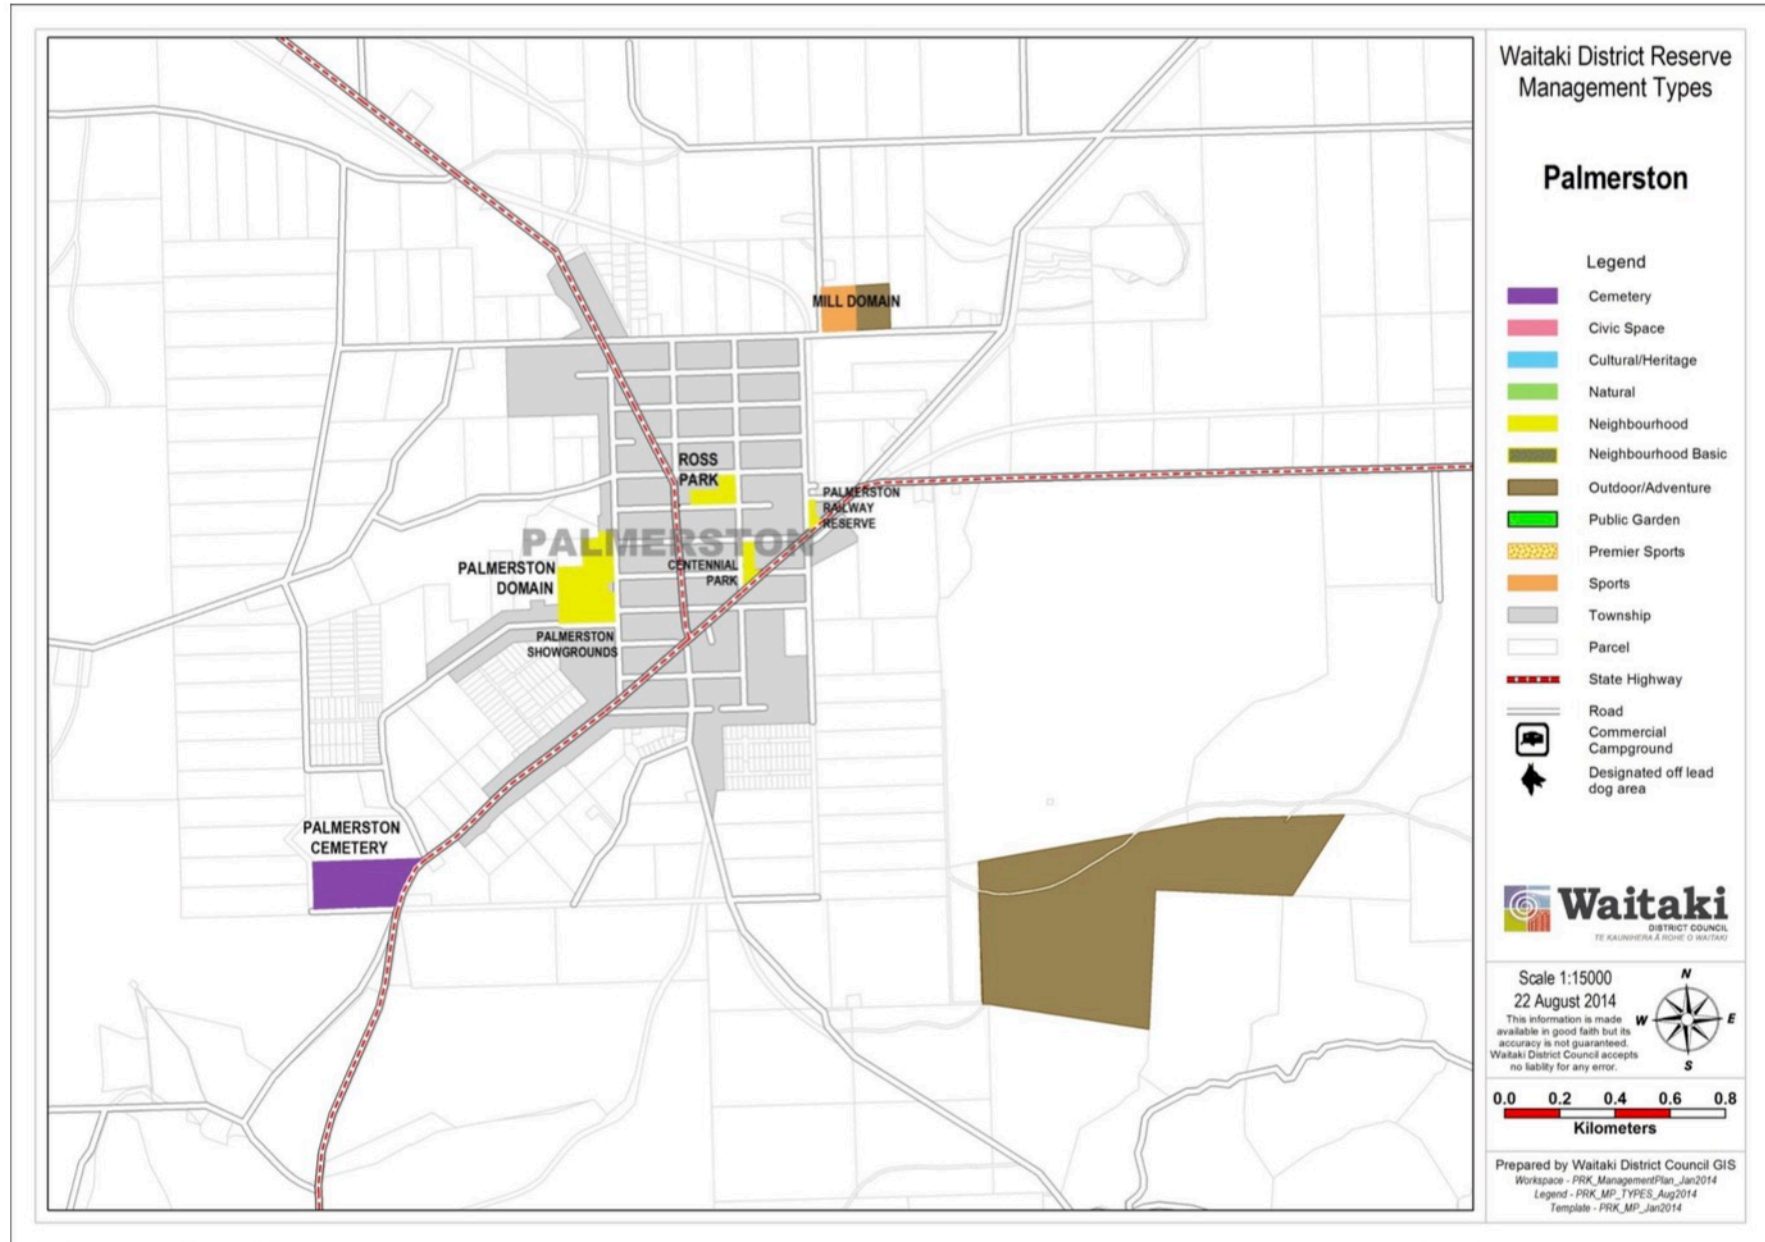 Waitaki District Reserve
Management Types
Palmerston
Legend
Cemetery
Civic Space
Cultural/Heritage
Natural
Neighbourhood
Neighbourhood Basic
Outdoor/Adventure
Public Garden
Premier Sports
Sports
Township
Parcel
State Highway
Road
Commercial
Campground
Designated off lead
dog area
Waitaki
DISTRICT COUNCIL
TE KAUNIHERA Ā ROHE O WAITAKI
Scale 1:15000
22 August 2014
This information is made
available in good faith but its
accuracy is not guaranteed.
Waitaki District Council accepts
no liablity for any error.
N
W
E
S
0.0 0.2 0.4 0.6 0.8
Kilometers
Prepared by Waitaki District Council GIS
Workspace - PRK_ManagementPlan_Jan2014
Legend - PRK_MP_TYPES_Aug2014
Template - PRK_MP_Jan2014
MILL DOMAIN
ROSS
PARK
PALMERSTON
RAILWAY
RESERVE
PALMERSTON
CENTENNIAL
PARK
PALMERSTON
DOMAIN
PALMERSTON
SHOWGROUNDS
PALMERSTON
CEMETERY